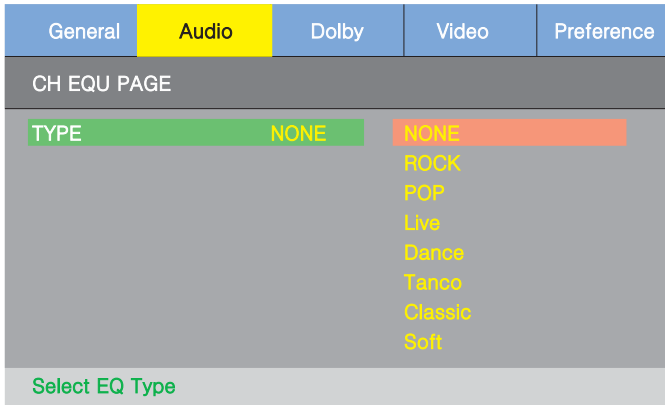 General Audio Dolby Video Preference
CH EQU PAGE
TYPE NONE NONE
ROCK
POP
Live
Dance
Tanco
Classic
Soft
Select EQ Type